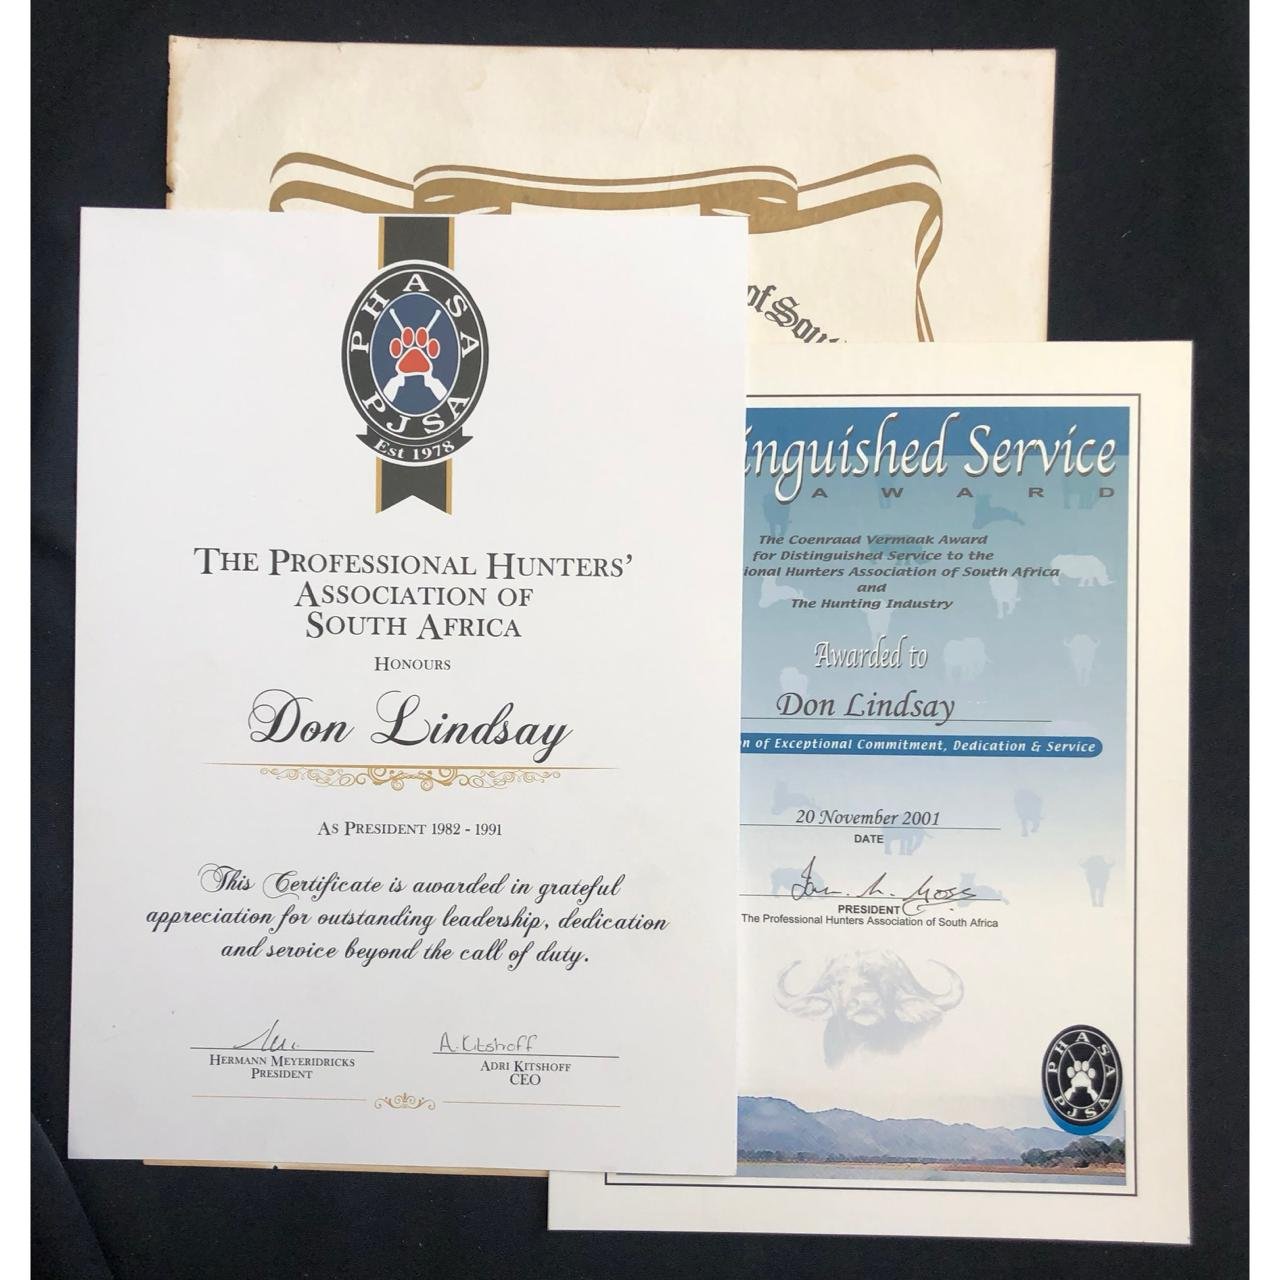 of Sou
PHASA
PJSA
Est 1978
THE PROFESSIONAL HUNTERS'
ASSOCIATION OF
SOUTH AFRICA
HONOURS
Don Lindsay
AS PRESIDENT 1982 - 1991
This Certificate is awarded in grateful
appreciation for outstanding leadership, dedication
and service beyond the call of duty.
A. Kitshoff
HERMANN MEYERIDRICKS
PRESIDENT
ADRI KITSHOFF
CEO
inguished Service
AWARD
The Coenraad Vermaak Award
for Distinguished Service to the
ional Hunters Association of South Africa
and
The Hunting Industry
Awarded to
Don Lindsay
n of Exceptional Commitment, Dedication & Service
20 November 2001
DATE
PRESIDENT
The Professional Hunters Association of South Africa
PHASA
PJSA